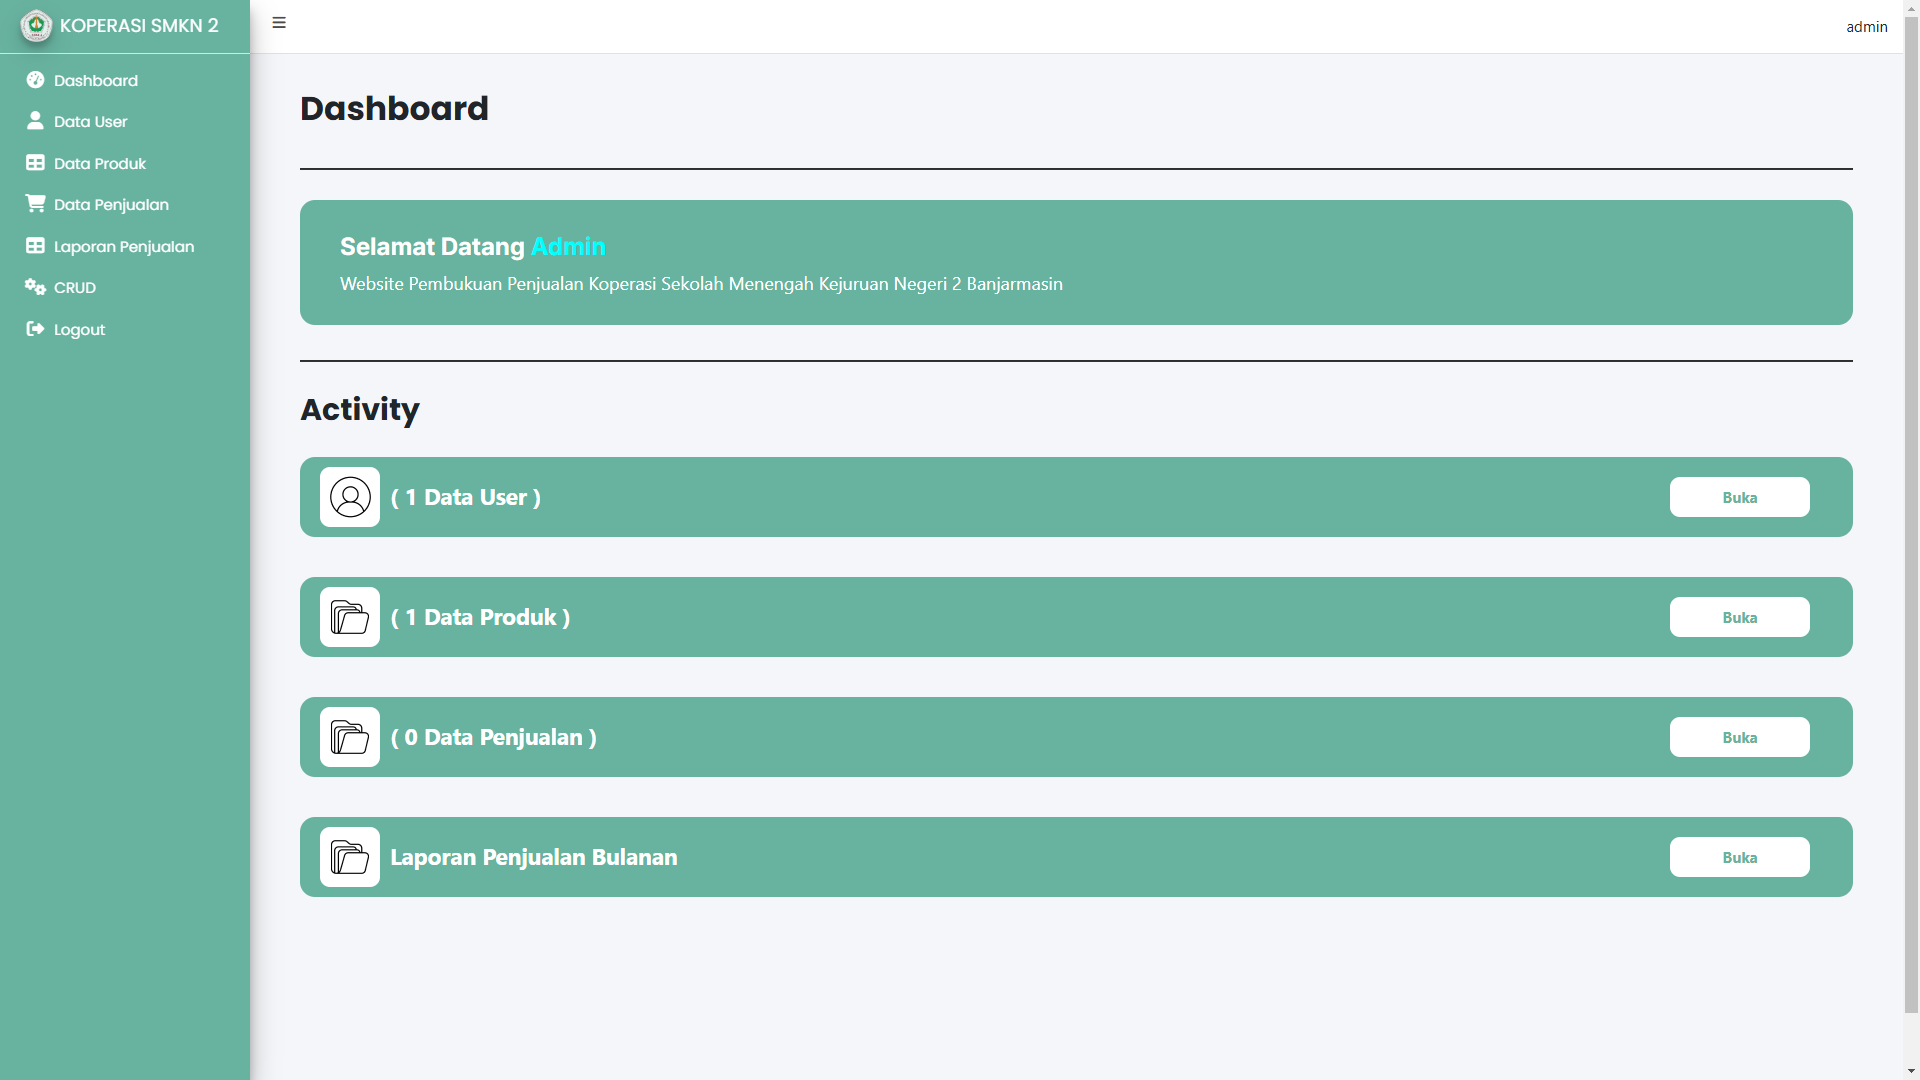 KOPERASI SMKN 2
admin
Dashboard
Data User
Data Produk
Data Penjualan
Laporan Penjualan
CRUD
Logout
Dashboard
Selamat Datang Admin
Website Pembukuan Penjualan Koperasi Sekolah Menengah Kejuruan Negeri 2 Banjarmasin
Activity
( 1 Data User )
Buka
( 1 Data Produk )
Buka
( 0 Data Penjualan )
Buka
Laporan Penjualan Bulanan
Buka